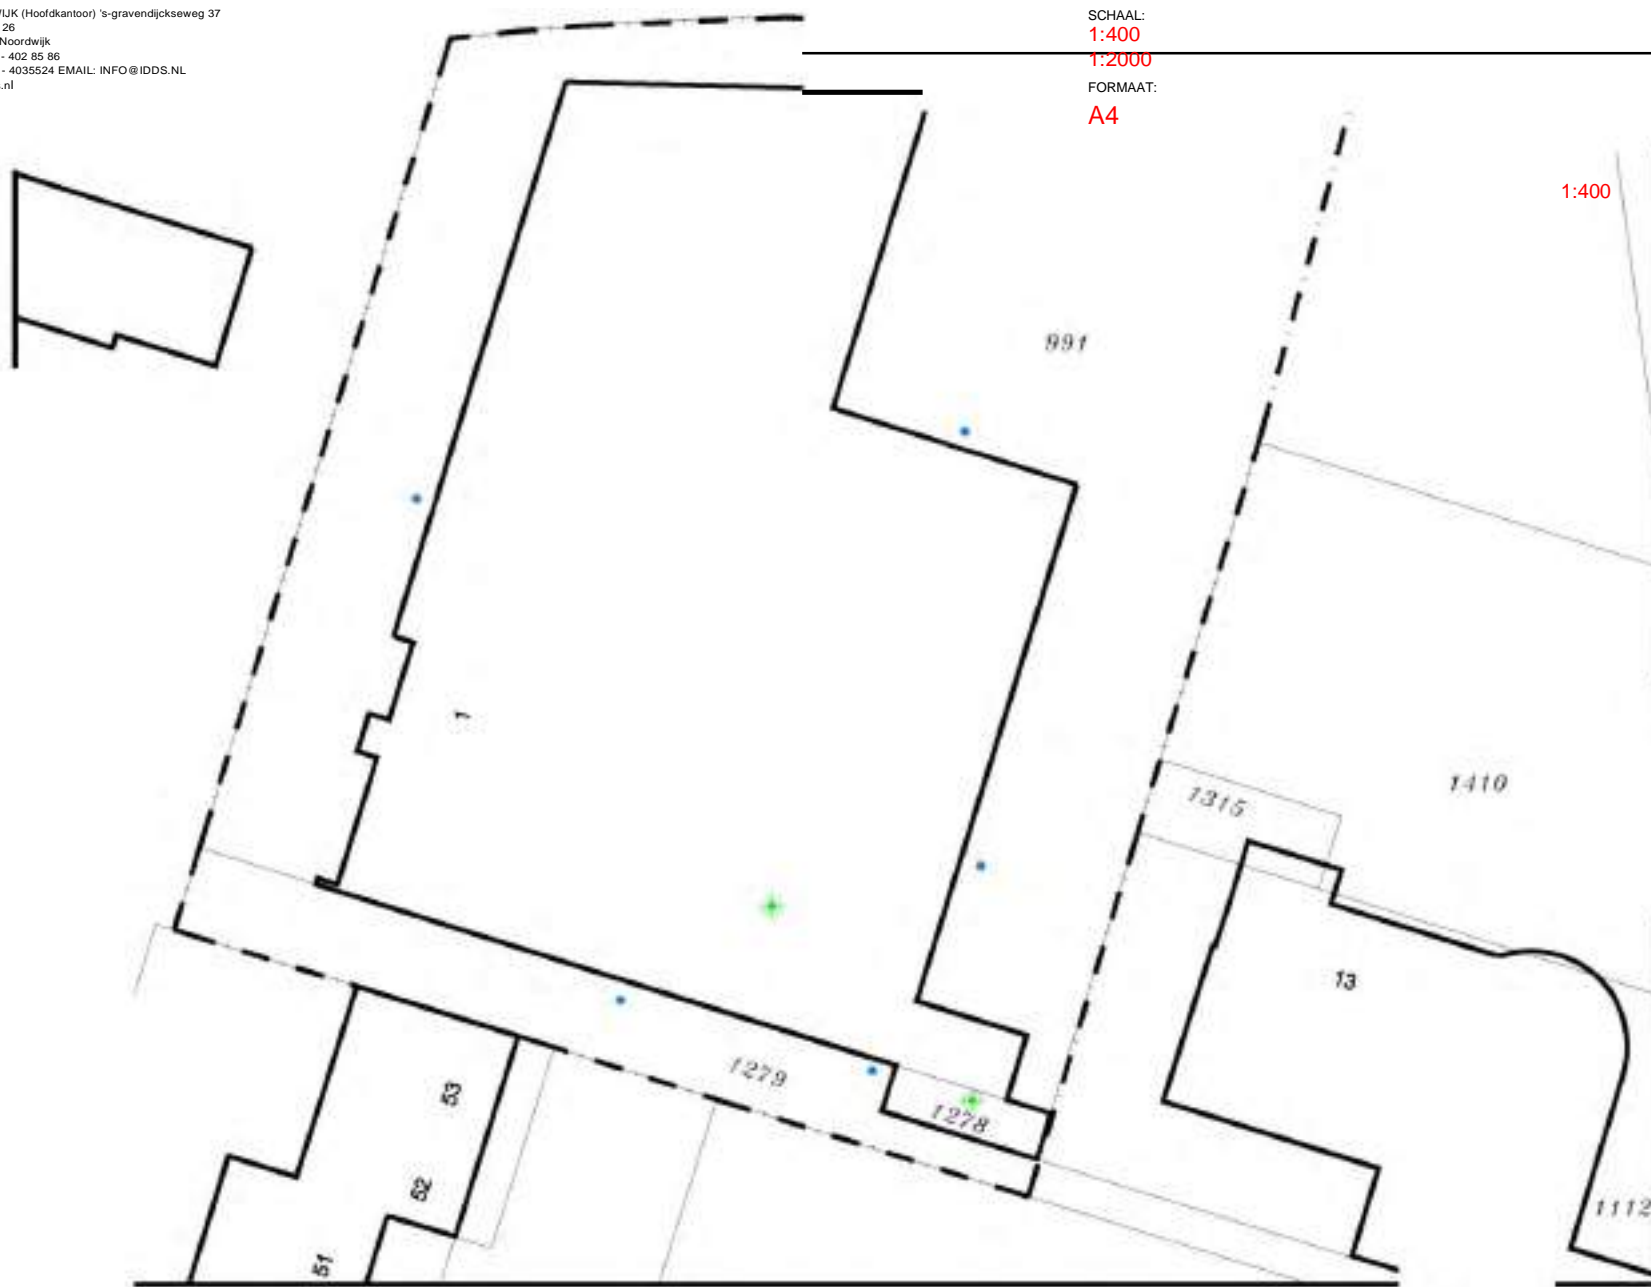 (Hoofdkantoor) 's-gravendijckseweg 37
26
Noordwijk
- 402 85 86
- 4035524 EMAIL: INFO@IDDS.NL
.nl
SCHAAL:
1:400
1:2000
FORMAAT:
A4
1:400
991
1
1410
1315
13
1279
1278
53
52
51
1112